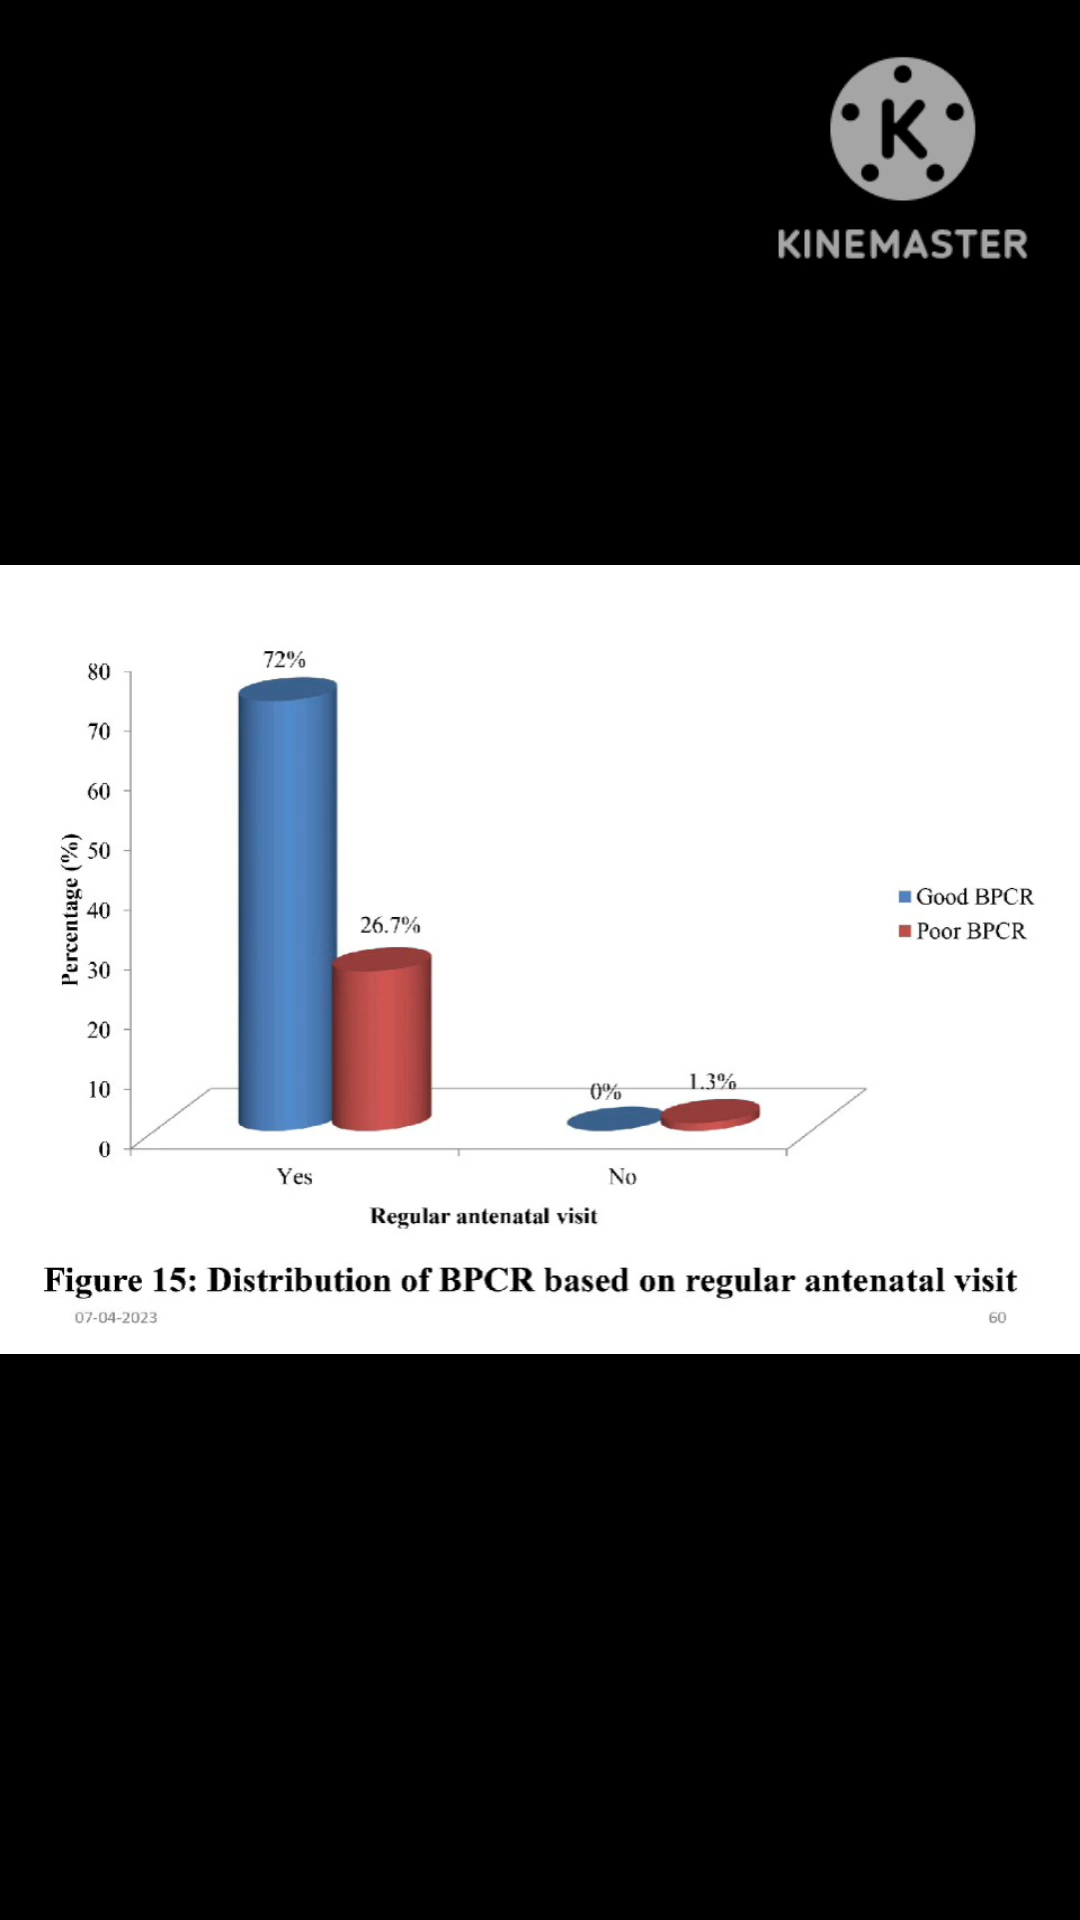 K
KINEMASTER
72%
80
70
60
50
40
30
20
10
0
Percentage (%)
26.7%
0%
1.3%
Good BPCR
Poor BPCR
Yes
No
Regular antenatal visit
Figure 15: Distribution of BPCR based on regular antenatal visit
07-04-2023
60